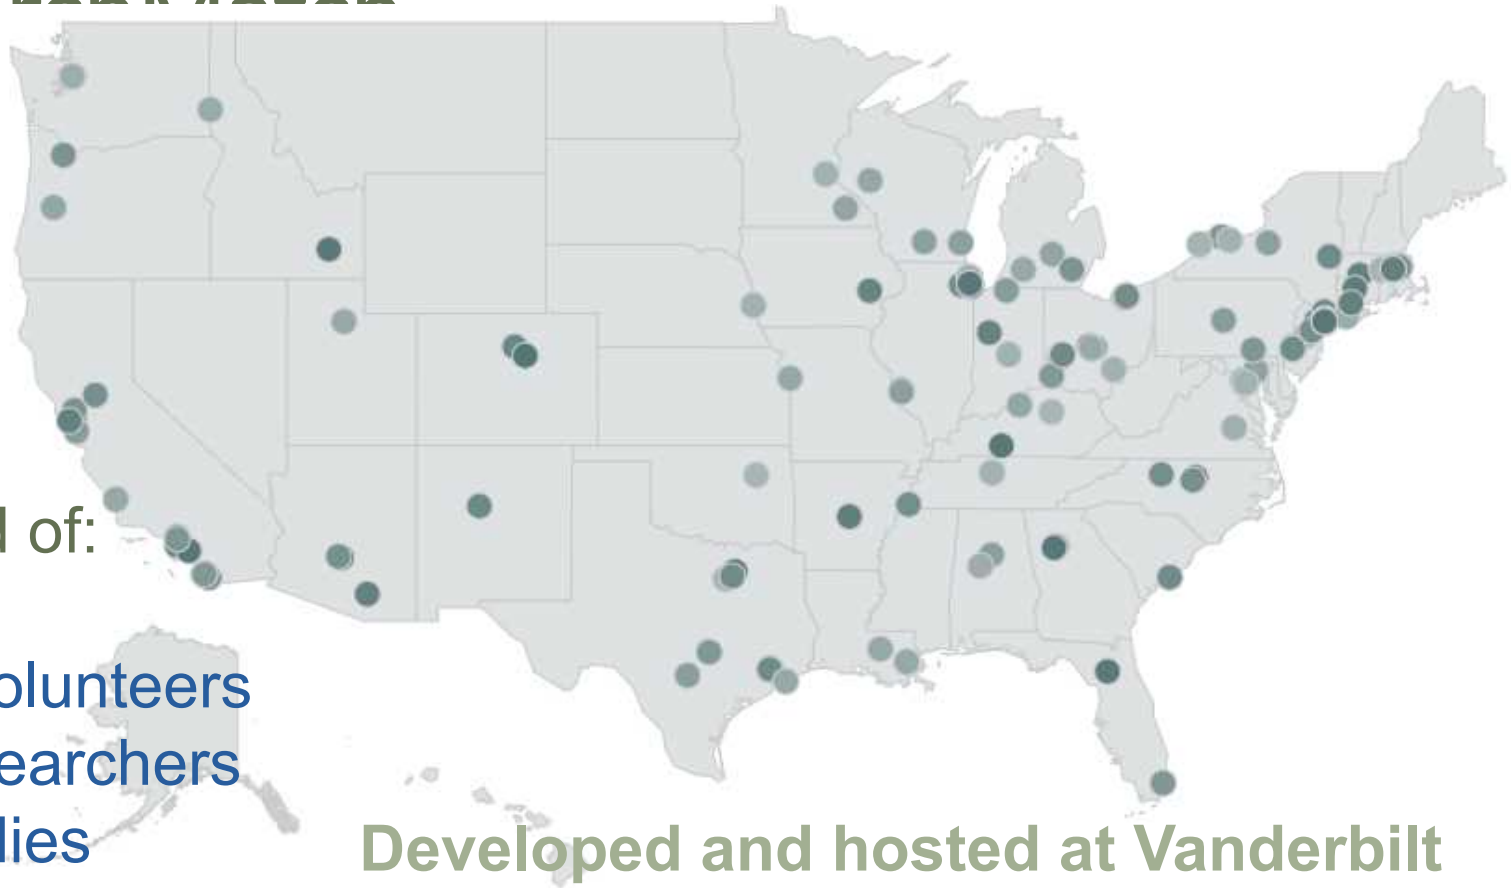 d of:
olunteers
earchers
lies
Developed and hosted at Vanderbilt